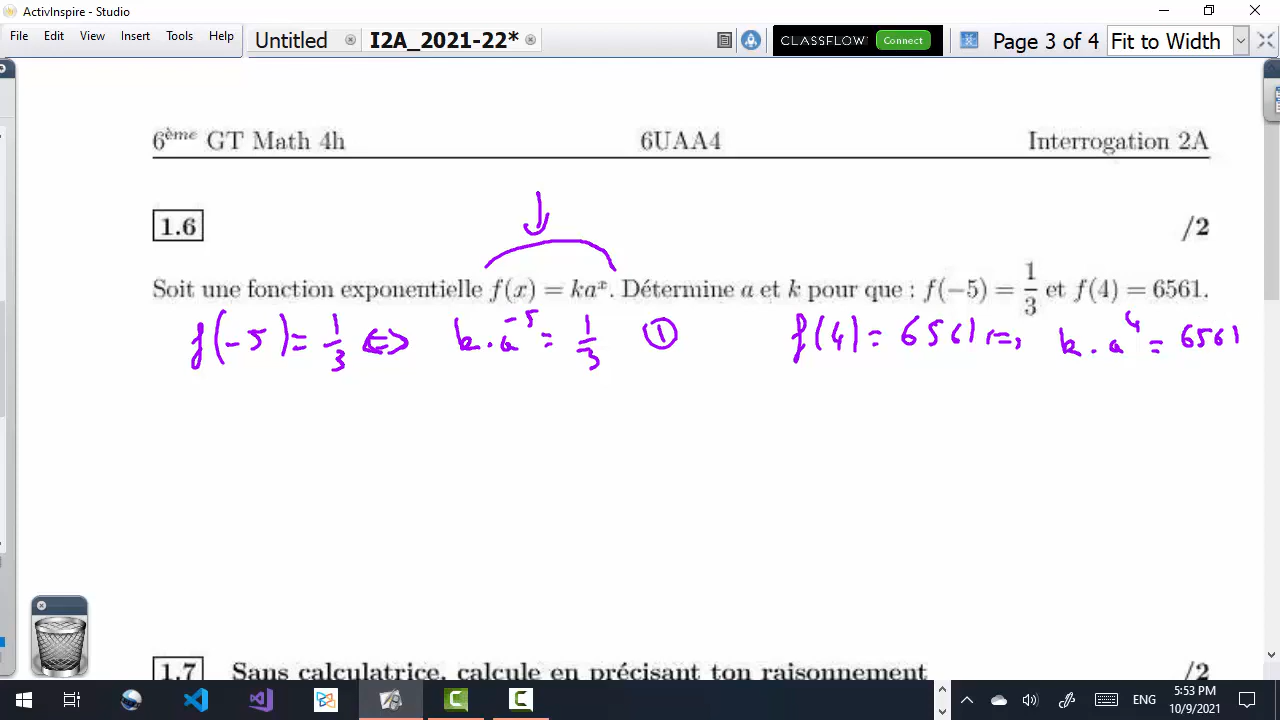 ActivInspire - Studio
File Edit View Insert Tools Help Untitled I2A_2021-22* CLASSFLOW Connect Page 3 of 4 Fit to Width
6ème GT Math 4h 6UAA4 Interrogation 2A
1.6 /2
Soit une fonction exponentielle f(x) = ka^x. Détermine a et k pour que : f(−5) = 1/3 et f(4) = 6561.
f(-5) = 1/3 ⇔ k.a^-5 = 1/3 ① f(4) = 6561 ⇔ k.a^4 = 6561
1.7 Sans calculatrice, calcule en précisant ton raisonnement /2
ENG 5:53 PM
10/9/2021